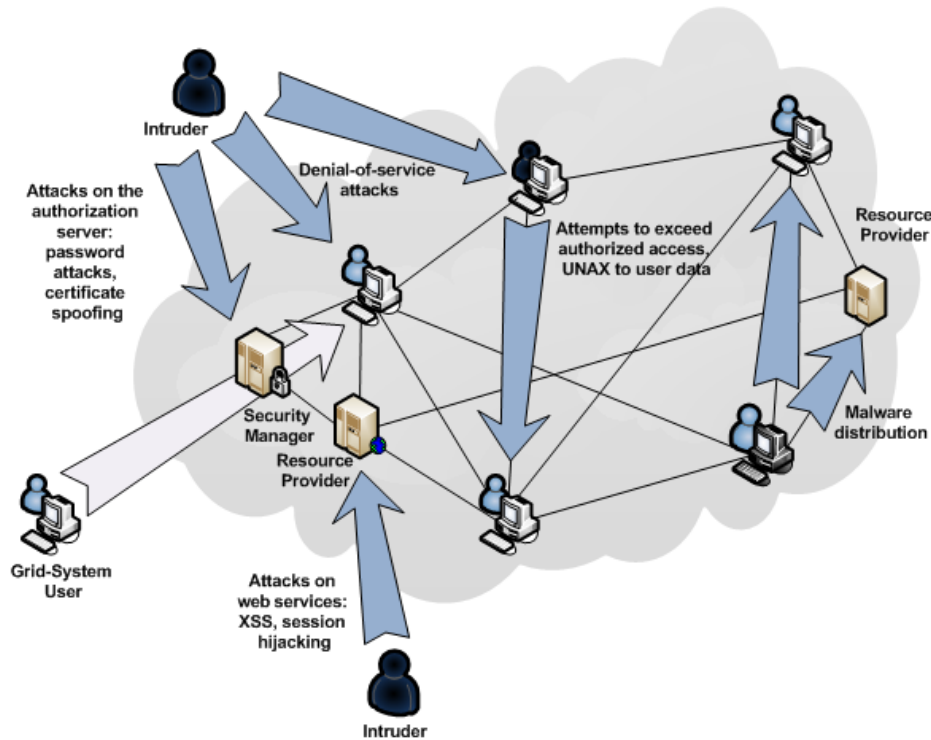 Intruder
Denial-of-service
attacks
Attacks on the
authorization
server:
password
attacks,
certificate
spoofing
Attempts to exceed
authorized access,
UNAX to user data
Resource
Provider
Security
Manager
Resource
Provider
Malware
distribution
Grid-System
User
Attacks on
web services:
XSS, session
hijacking
Intruder